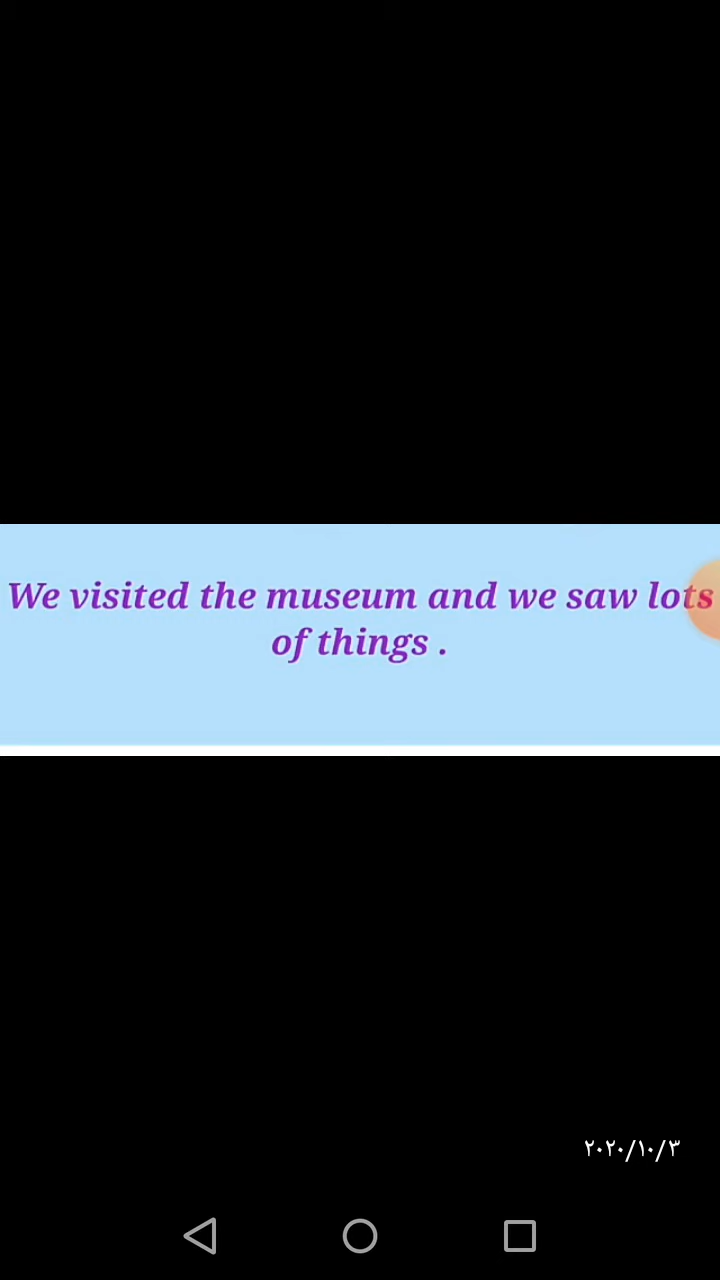 We visited the museum and we saw lots
of things .
٢٠٢٠/١٠/٣